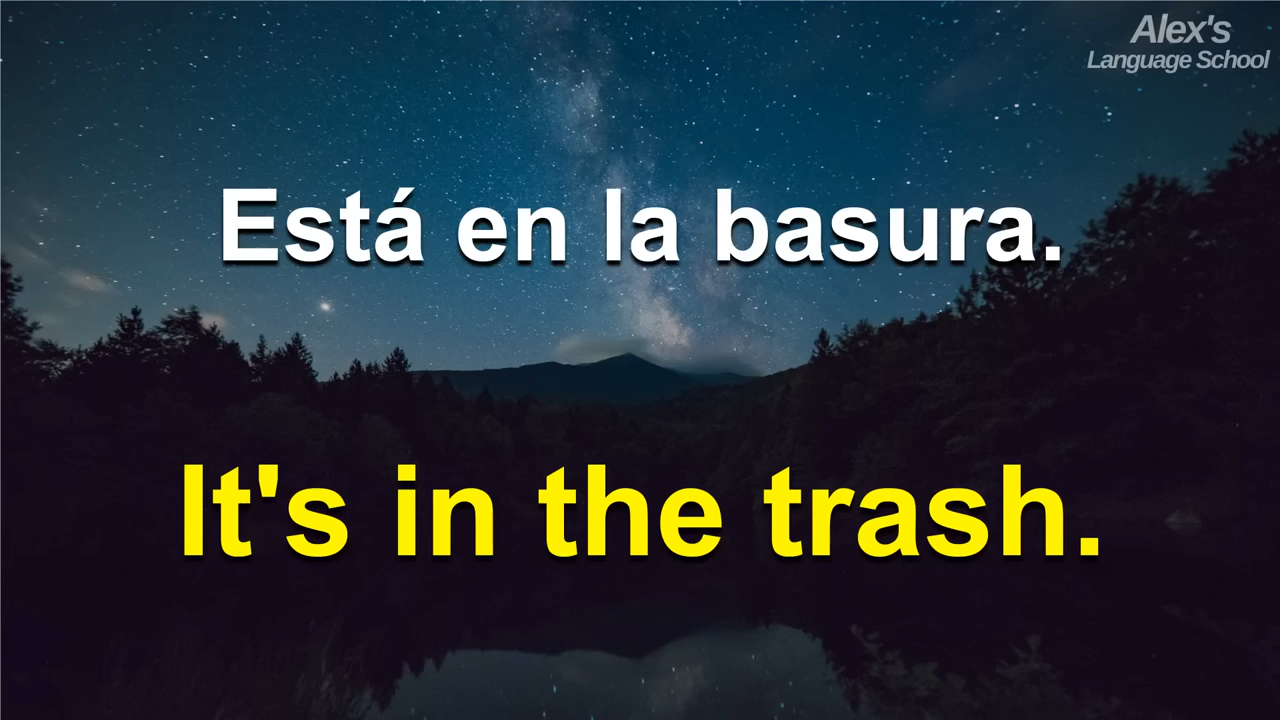 Alex's
Language School
Está en la basura.
It's in the trash.